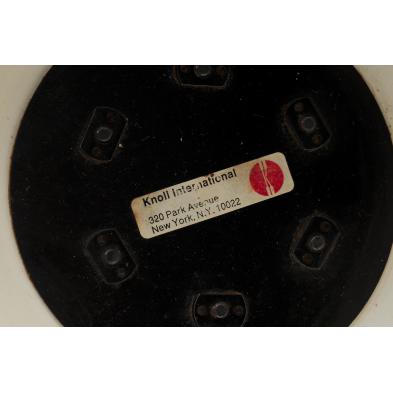 Knoll International
320 Park Avenue
New York, N.Y. 10022